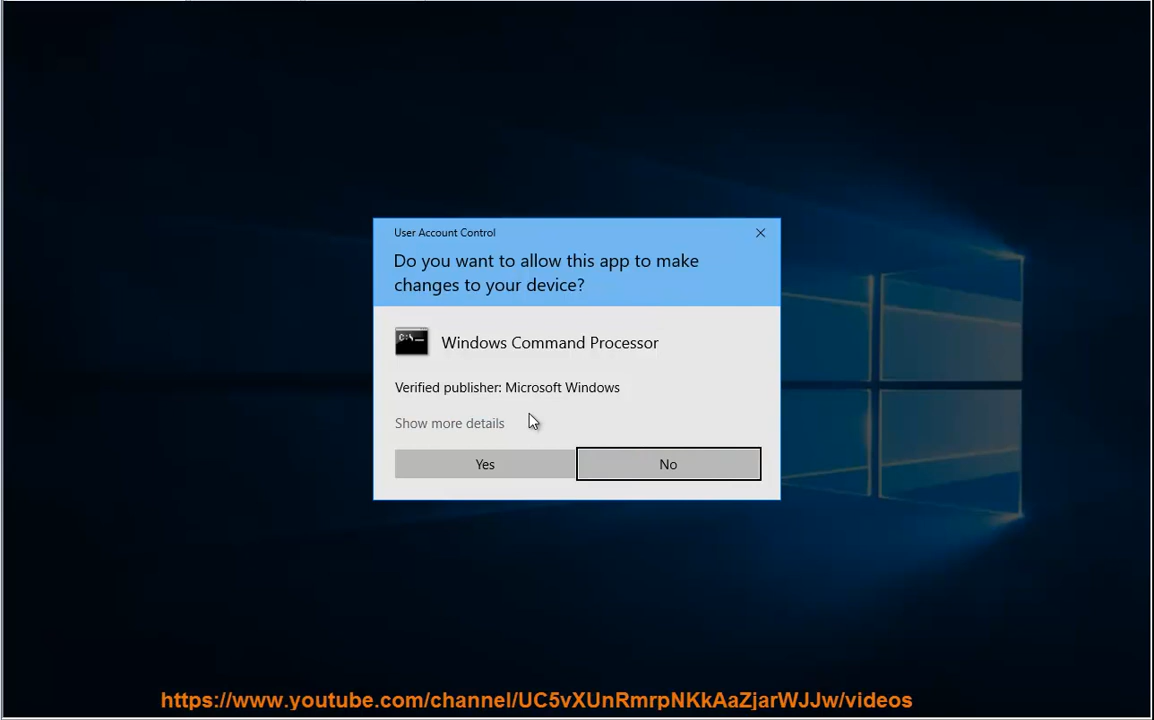 User Account Control
Do you want to allow this app to make
changes to your device?
C:\_
Windows Command Processor
Verified publisher: Microsoft Windows
Show more details
Yes No
https://www.youtube.com/channel/UC5vXUnRmrpNKkAaZjarWJJw/videos